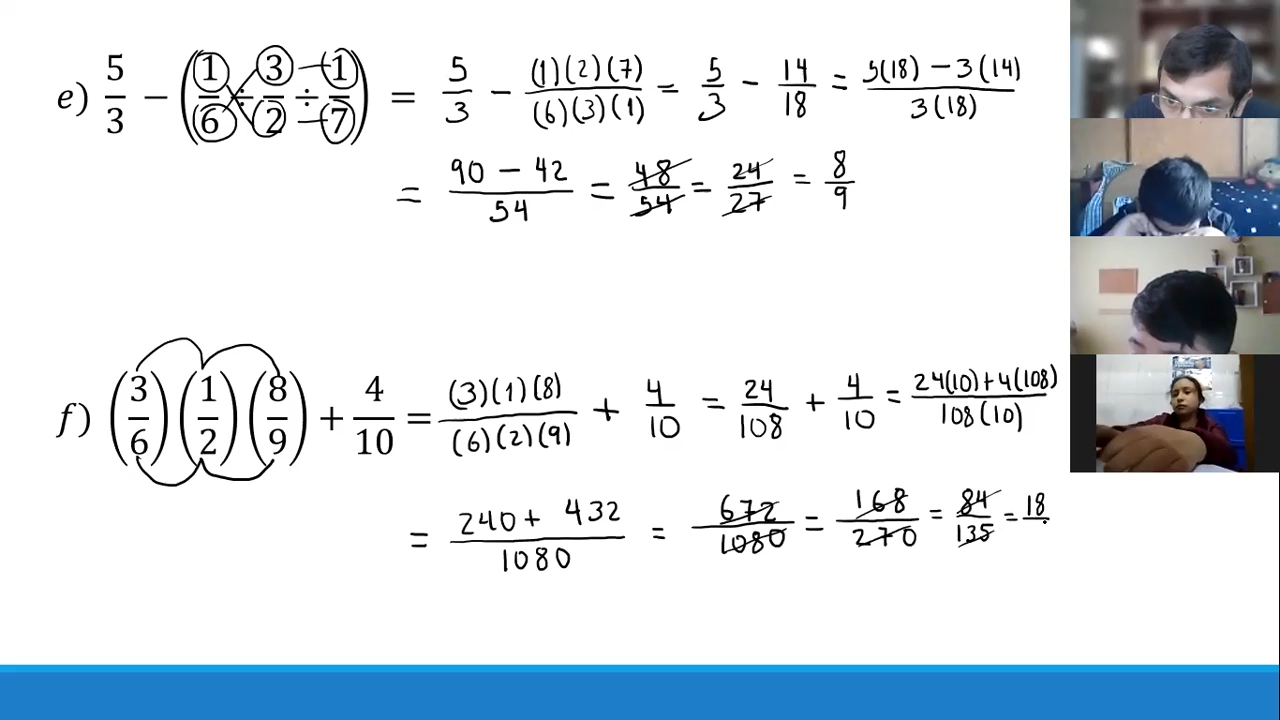 e) 5/3 − (1/6 ÷ 3/2 ÷ 1/7) = 5/3 − (1)(2)(7)/(6)(3)(1) = 5/3 − 14/18 = 5(18) − 3(14)/3(18)
= 90 − 42/54 = 48/54 = 24/27 = 8/9
f) (3/6)(1/2)(8/9) + 4/10 = (3)(1)(8)/(6)(2)(9) + 4/10 = 24/108 + 4/10 = 24(10)+4(108)/108(10)
= 240 + 432/1080 = 672/1080 = 168/270 = 84/135 = 18/